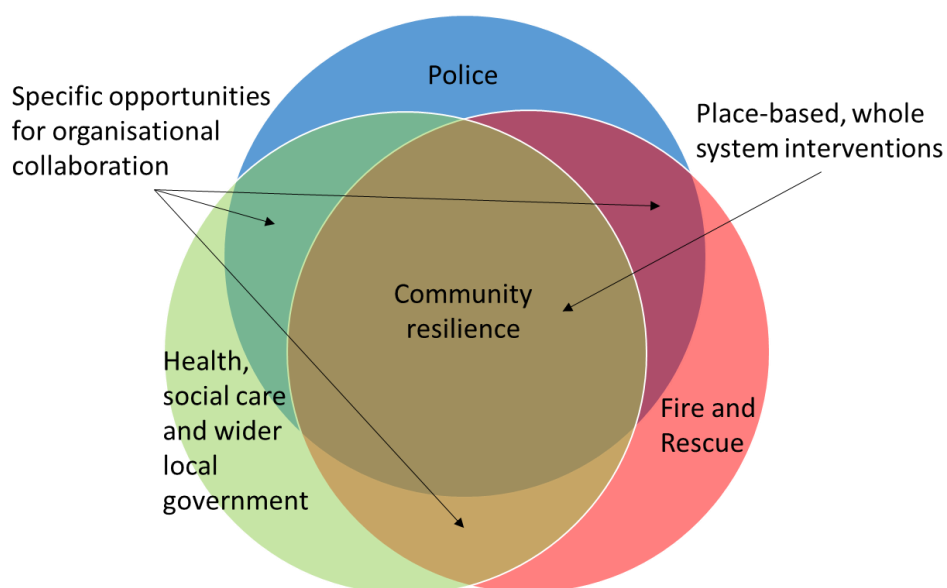 Police
Specific opportunities
for organisational
collaboration
Place-based, whole
system interventions
Community
resilience
Health,
social care
and wider
local
government
Fire and
Rescue